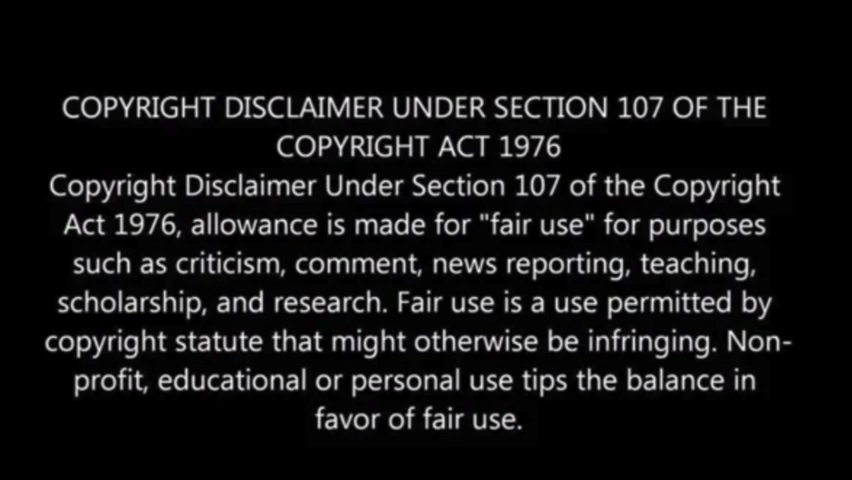 COPYRIGHT DISCLAIMER UNDER SECTION 107 OF THE
COPYRIGHT ACT 1976
Copyright Disclaimer Under Section 107 of the Copyright
Act 1976, allowance is made for "fair use" for purposes
such as criticism, comment, news reporting, teaching,
scholarship, and research. Fair use is a use permitted by
copyright statute that might otherwise be infringing. Non-
profit, educational or personal use tips the balance in
favor of fair use.